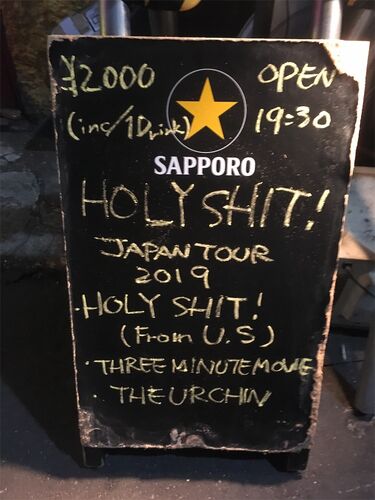 ¥2000
OPEN
(inc/1Drink)
19:30
SAPPORO
HOLY SHIT!
JAPAN TOUR
2019
・HOLY SHIT!
(From U.S)
・THREE MINUTE MOVIE
・THE URCHIN